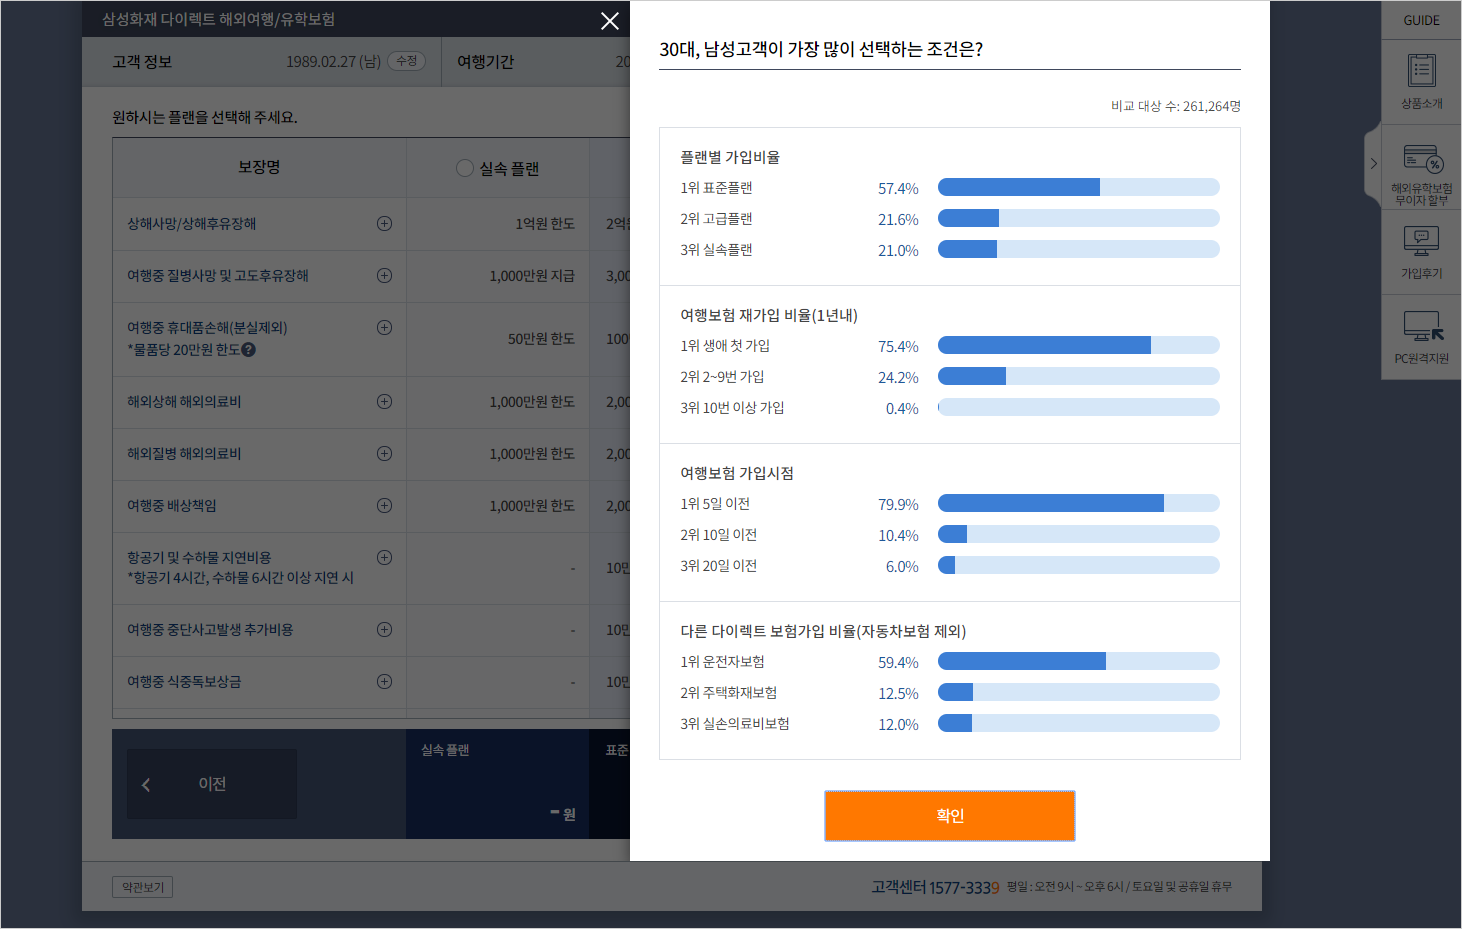 삼성화재 다이렉트 해외여행/유학보험
고객 정보 1989.02.27 (남) 수정 여행기간 20
원하시는 플랜을 선택해 주세요.
보장명 실속 플랜
상해사망/상해후유장해 1억원 한도 2억원
여행중 질병사망 및 고도후유장해 1,000만원 지급 3,00
여행중 휴대품손해(분실제외)
*물품당 20만원 한도 50만원 한도 100
해외상해 해외의료비 1,000만원 한도 2,00
해외질병 해외의료비 1,000만원 한도 2,00
여행중 배상책임 1,000만원 한도 2,00
항공기 및 수하물 지연비용
*항공기 4시간, 수하물 6시간 이상 지연 시 - 10만
여행중 중단사고발생 추가비용 - 10만
여행중 식중독보상금 - 10만
이전
실속 플랜
- 원
표준
약관보기
고객센터 1577-3339 평일 : 오전 9시 ~ 오후 6시 / 토요일 및 공휴일 휴무
30대, 남성고객이 가장 많이 선택하는 조건은?
비교 대상 수: 261,264명
플랜별 가입비율
1위 표준플랜 57.4%
2위 고급플랜 21.6%
3위 실속플랜 21.0%
여행보험 재가입 비율(1년내)
1위 생애 첫 가입 75.4%
2위 2~9번 가입 24.2%
3위 10번 이상 가입 0.4%
여행보험 가입시점
1위 5일 이전 79.9%
2위 10일 이전 10.4%
3위 20일 이전 6.0%
다른 다이렉트 보험가입 비율(자동차보험 제외)
1위 운전자보험 59.4%
2위 주택화재보험 12.5%
3위 실손의료비보험 12.0%
확인
GUIDE
상품소개
해외유학보험
무이자 할부
가입후기
PC원격지원